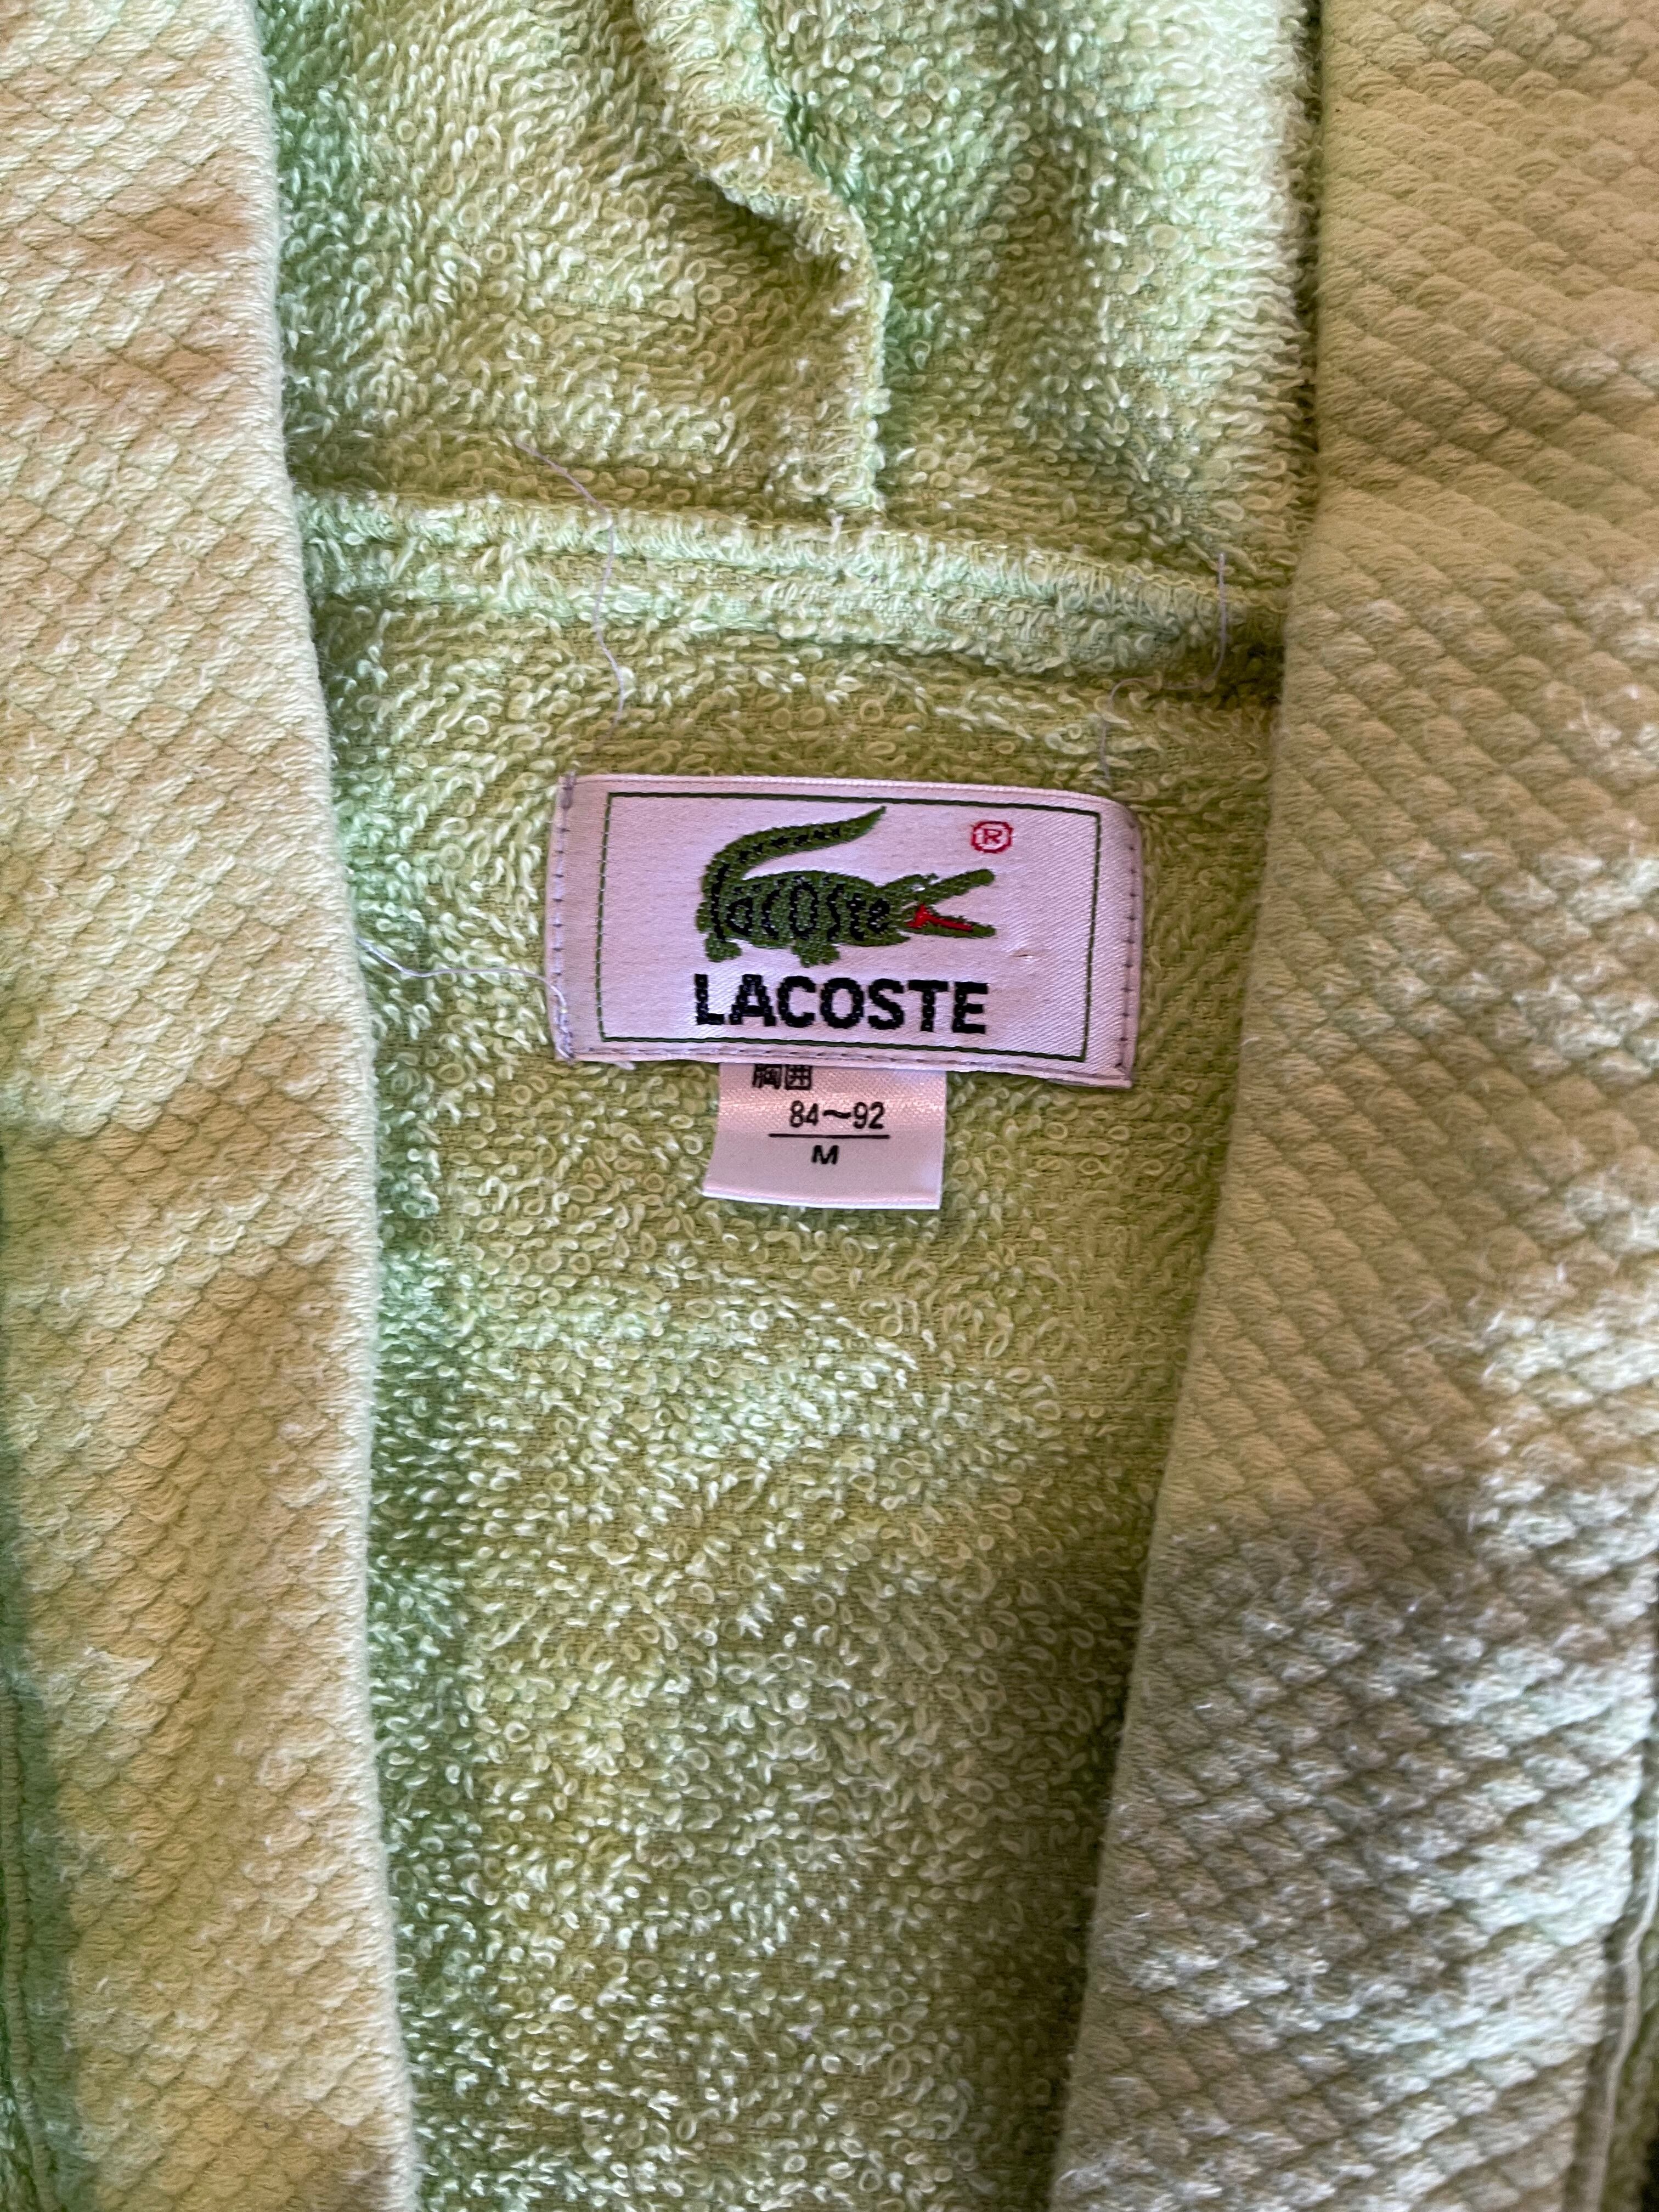 ®
lacoste
LACOSTE
胸囲
84〜92
M